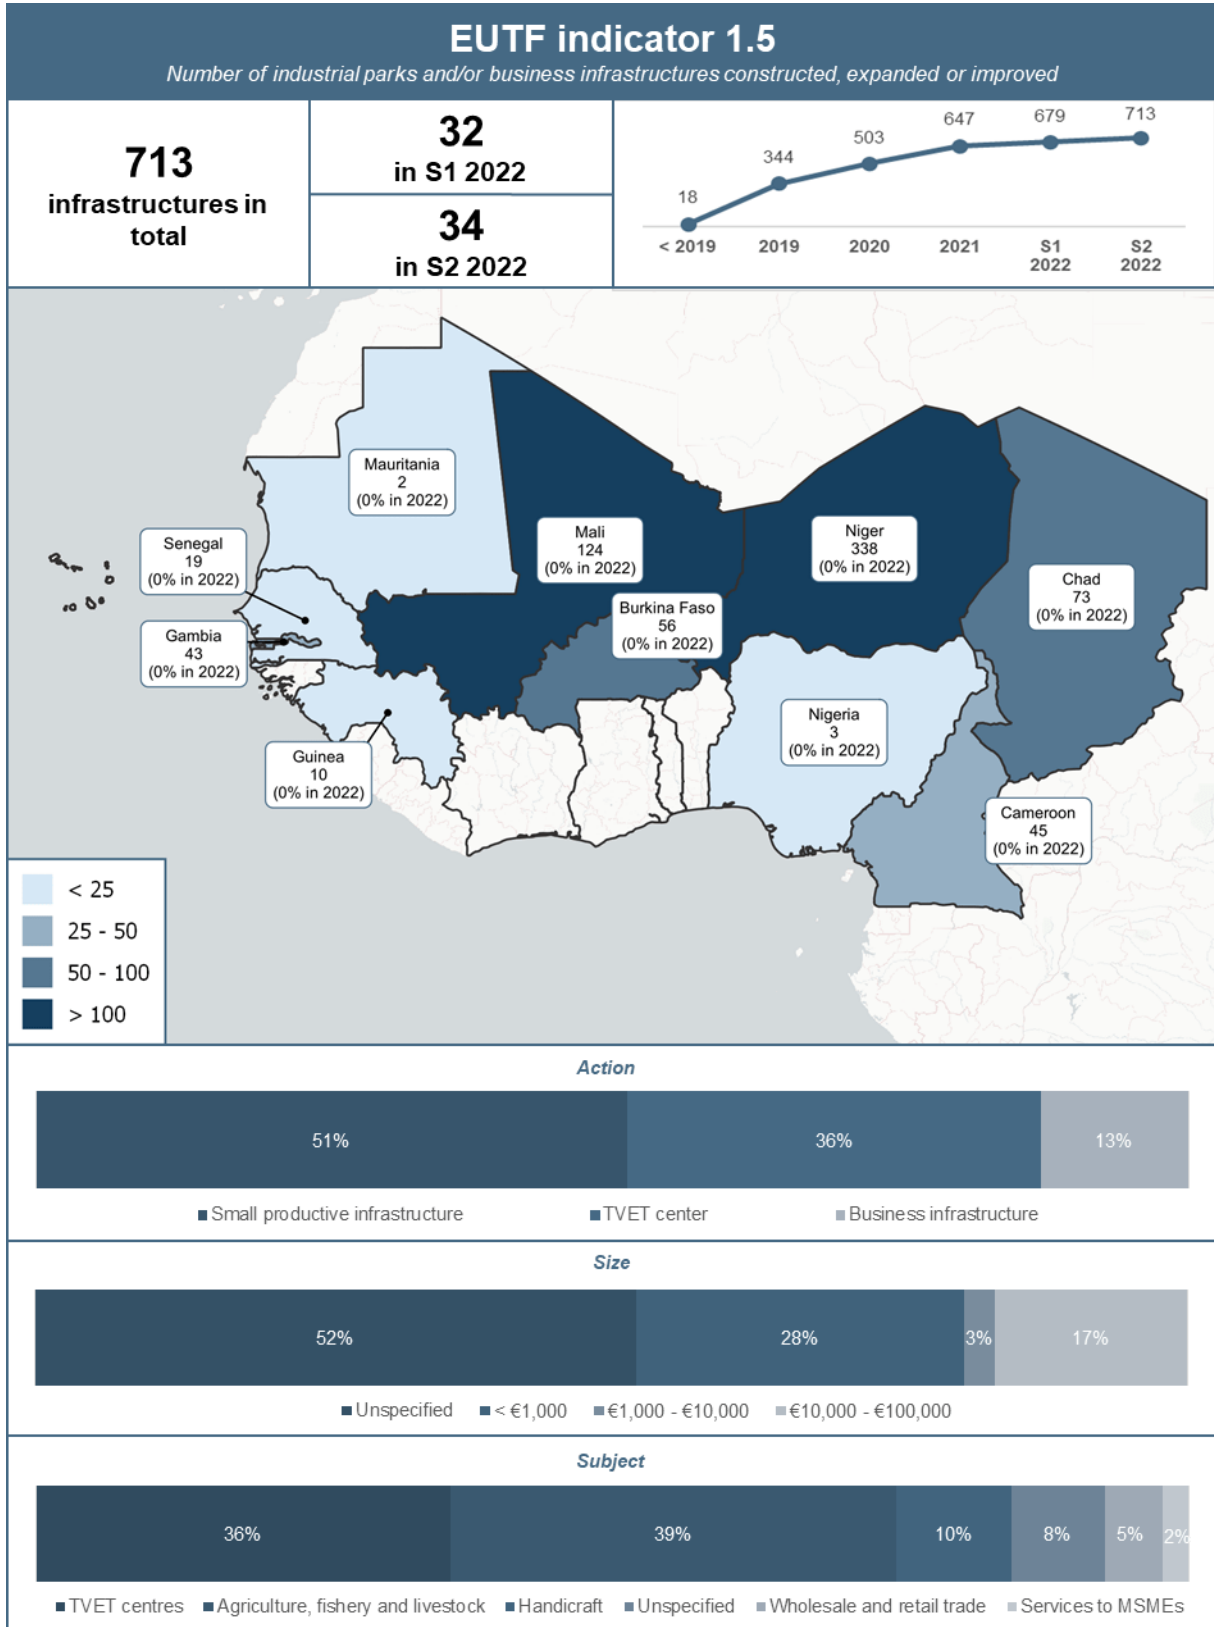 EUTF indicator 1.5
Number of industrial parks and/or business infrastructures constructed, expanded or improved
713
infrastructures in
total
32
in S1 2022
34
in S2 2022
18
344
503
647
679
713
< 2019
2019
2020
2021
S1
2022
S2
2022
Mauritania
2
(0% in 2022)
Mali
124
(0% in 2022)
Niger
338
(0% in 2022)
Senegal
19
(0% in 2022)
Chad
73
(0% in 2022)
Burkina Faso
56
(0% in 2022)
Gambia
43
(0% in 2022)
Nigeria
3
(0% in 2022)
Guinea
10
(0% in 2022)
Cameroon
45
(0% in 2022)
< 25
25 - 50
50 - 100
> 100
Action
51%
36%
13%
Small productive infrastructure
TVET center
Business infrastructure
Size
52%
28%
3%
17%
Unspecified
< €1,000
€1,000 - €10,000
€10,000 - €100,000
Subject
36%
39%
10%
8%
5%
2%
TVET centres
Agriculture, fishery and livestock
Handicraft
Unspecified
Wholesale and retail trade
Services to MSMEs